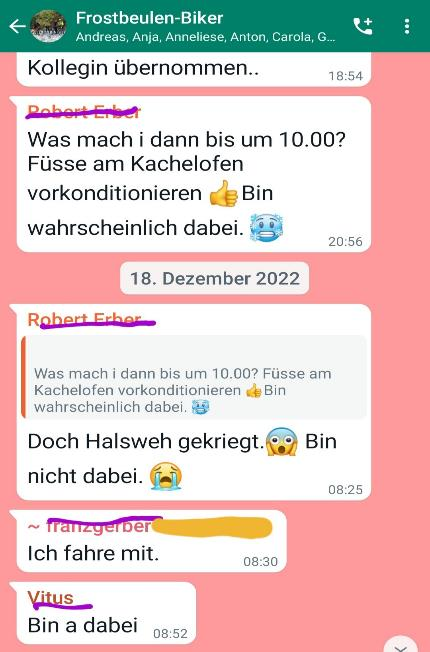 Frostbeulen-Biker
Andreas, Anja, Anneliese, Anton, Carola, G...
Kollegin übernommen..
18:54
Robert Erber
Was mach i dann bis um 10.00?
Füsse am Kachelofen
vorkonditionieren 👍 Bin
wahrscheinlich dabei. 🥶
20:56
18. Dezember 2022
Robert Erber
Was mach i dann bis um 10.00? Füsse am
Kachelofen vorkonditionieren 👍 Bin
wahrscheinlich dabei. 🥶
Doch Halsweh gekriegt. 😱 Bin
nicht dabei. 😭
08:25
~ franzgerber
Ich fahre mit.
08:30
Vitus
Bin a dabei
08:52